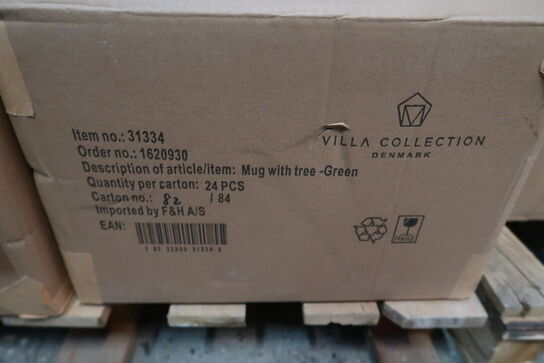 Item no.: 31334
Order no.: 1620930
Description of article/item: Mug with tree -Green
Quantity per carton: 24 PCS
Carton no.: 82 / 84
Imported by F&H A/S
EAN:
VILLA COLLECTION
DENMARK
FRAGILE